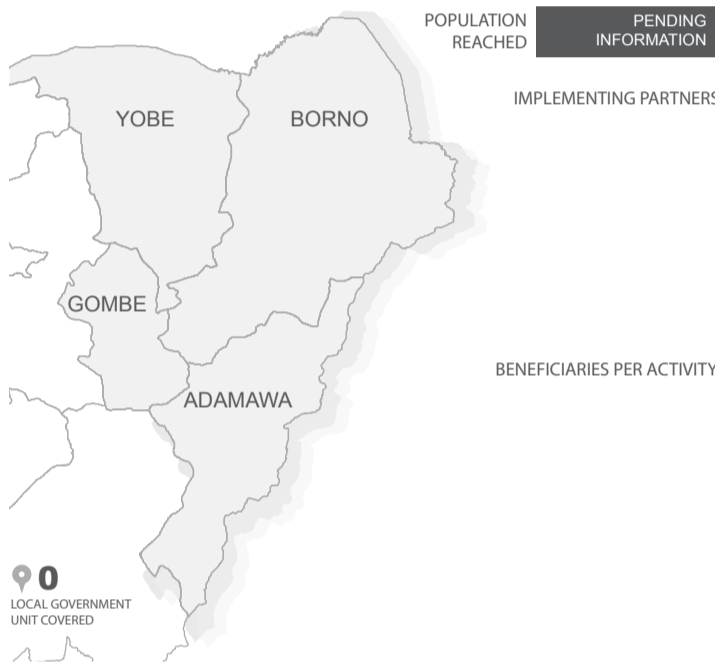 POPULATION
REACHED
PENDING
INFORMATION
IMPLEMENTING PARTNERS
YOBE
BORNO
GOMBE
BENEFICIARIES PER ACTIVITY
ADAMAWA
0
LOCAL GOVERNMENT
UNIT COVERED